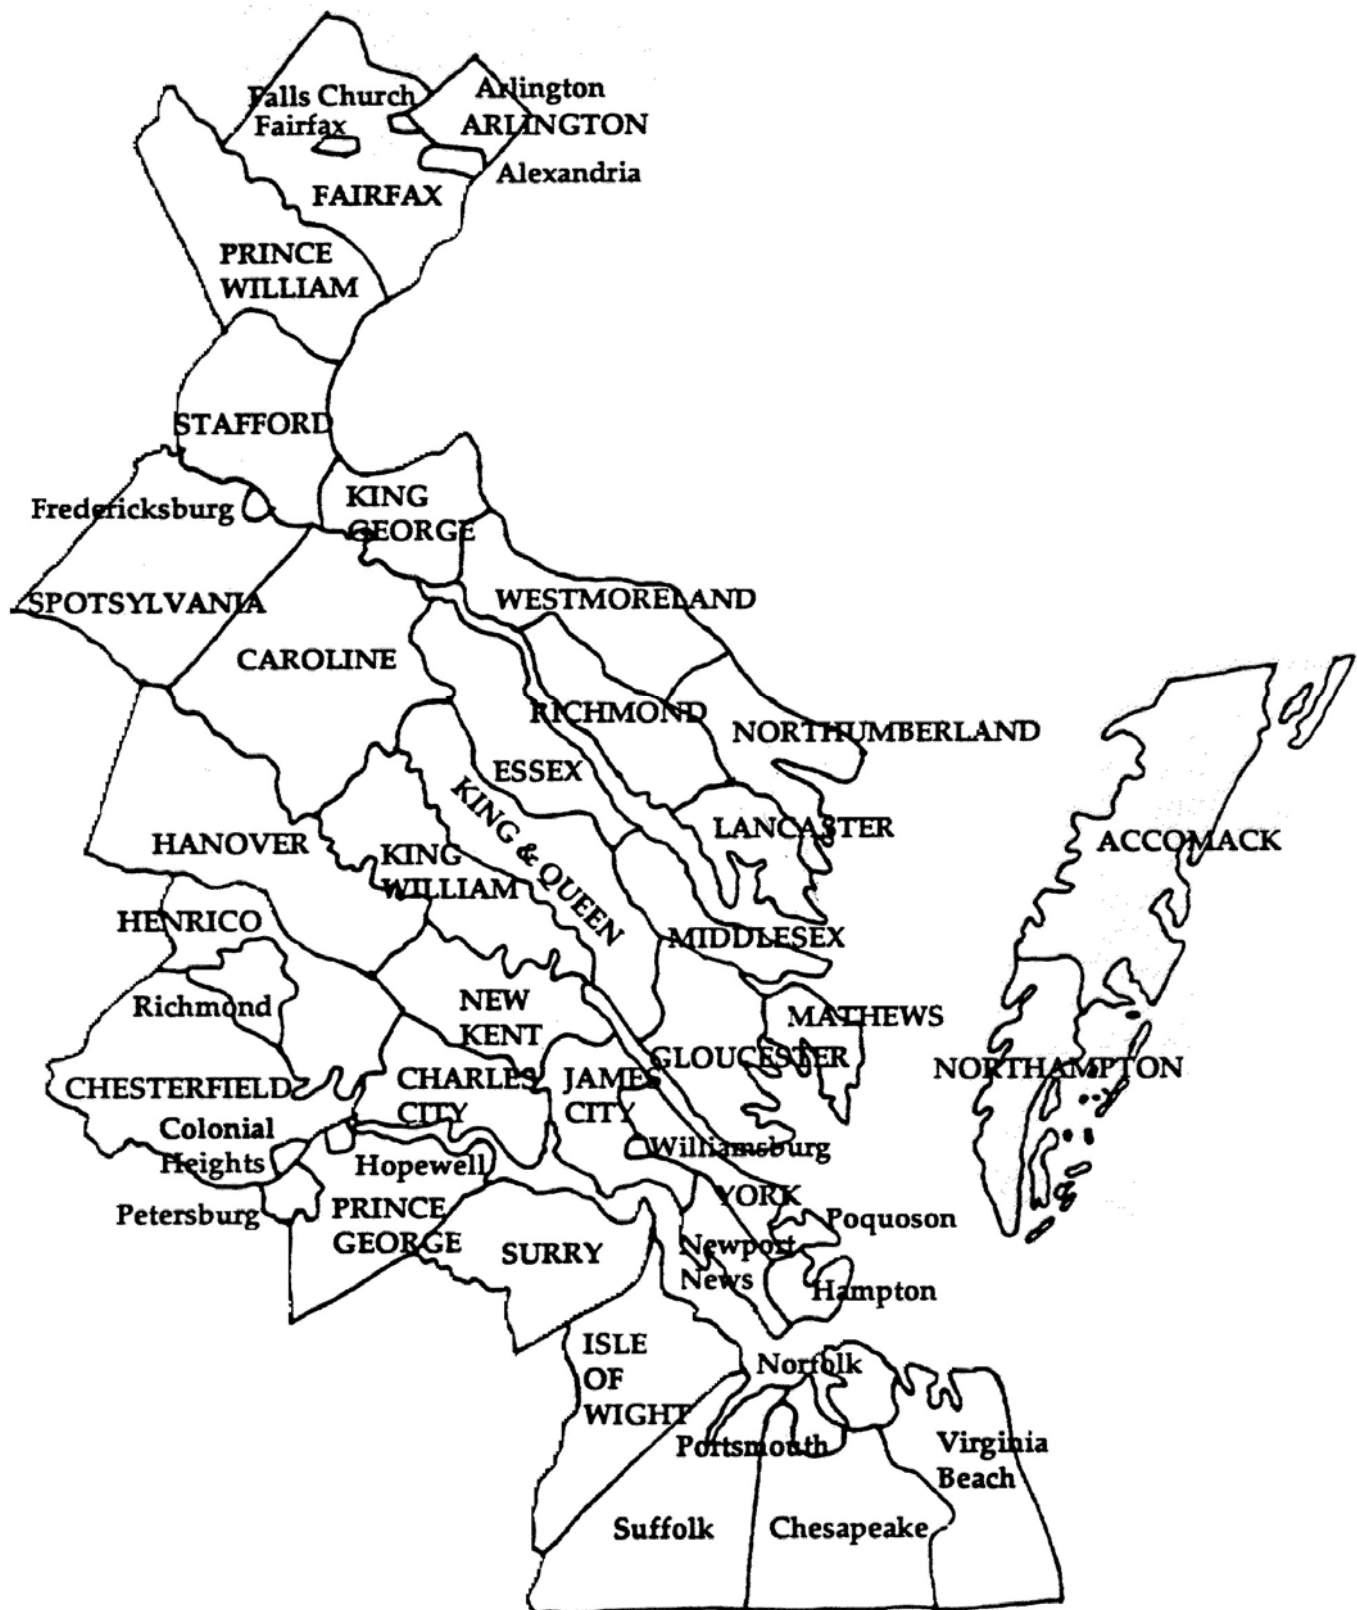 Falls Church
Arlington
Fairfax
ARLINGTON
Alexandria
FAIRFAX
PRINCE
WILLIAM
STAFFORD
KING
GEORGE
Fredericksburg
SPOTSYLVANIA
WESTMORELAND
CAROLINE
RICHMOND
NORTHUMBERLAND
ESSEX
KING & QUEEN
LANCASTER
ACCOMACK
HANOVER
KING
WILLIAM
HENRICO
MIDDLESEX
Richmond
NEW
KENT
MATHEWS
GLOUCESTER
NORTHAMPTON
CHESTERFIELD
CHARLES
CITY
JAMES
CITY
Colonial
Heights
Hopewell
Williamsburg
Petersburg
PRINCE
GEORGE
YORK
Poquoson
SURRY
Newport
News
Hampton
ISLE
OF
WIGHT
Norfolk
Portsmouth
Virginia
Beach
Suffolk
Chesapeake